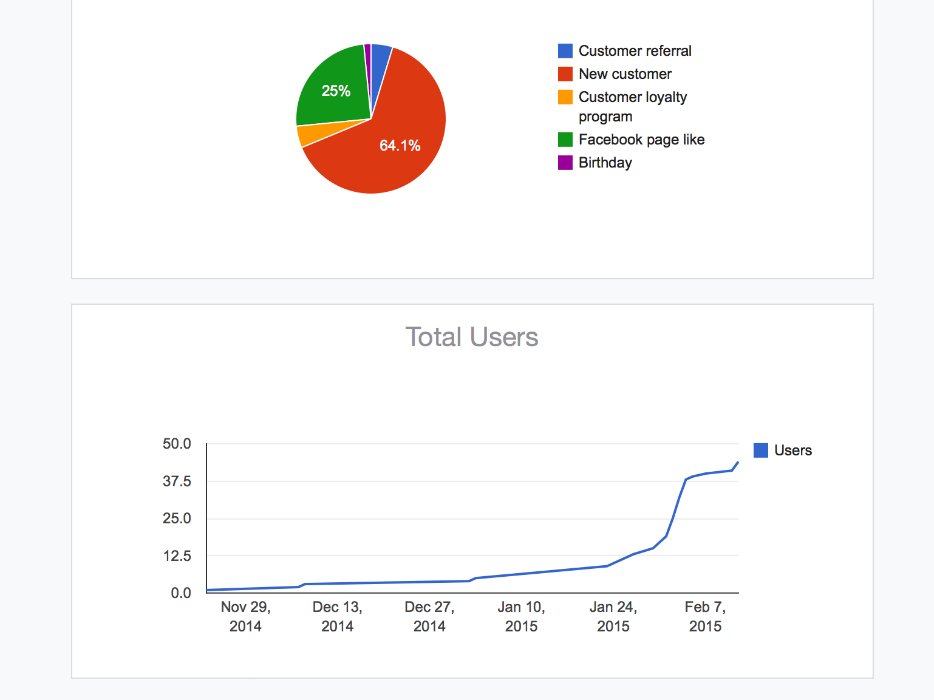 25%
64.1%
Customer referral
New customer
Customer loyalty
program
Facebook page like
Birthday
Total Users
50.0
37.5
25.0
12.5
0.0
Users
Nov 29, Dec 13, Dec 27, Jan 10, Jan 24, Feb 7,
2014 2014 2014 2015 2015 2015